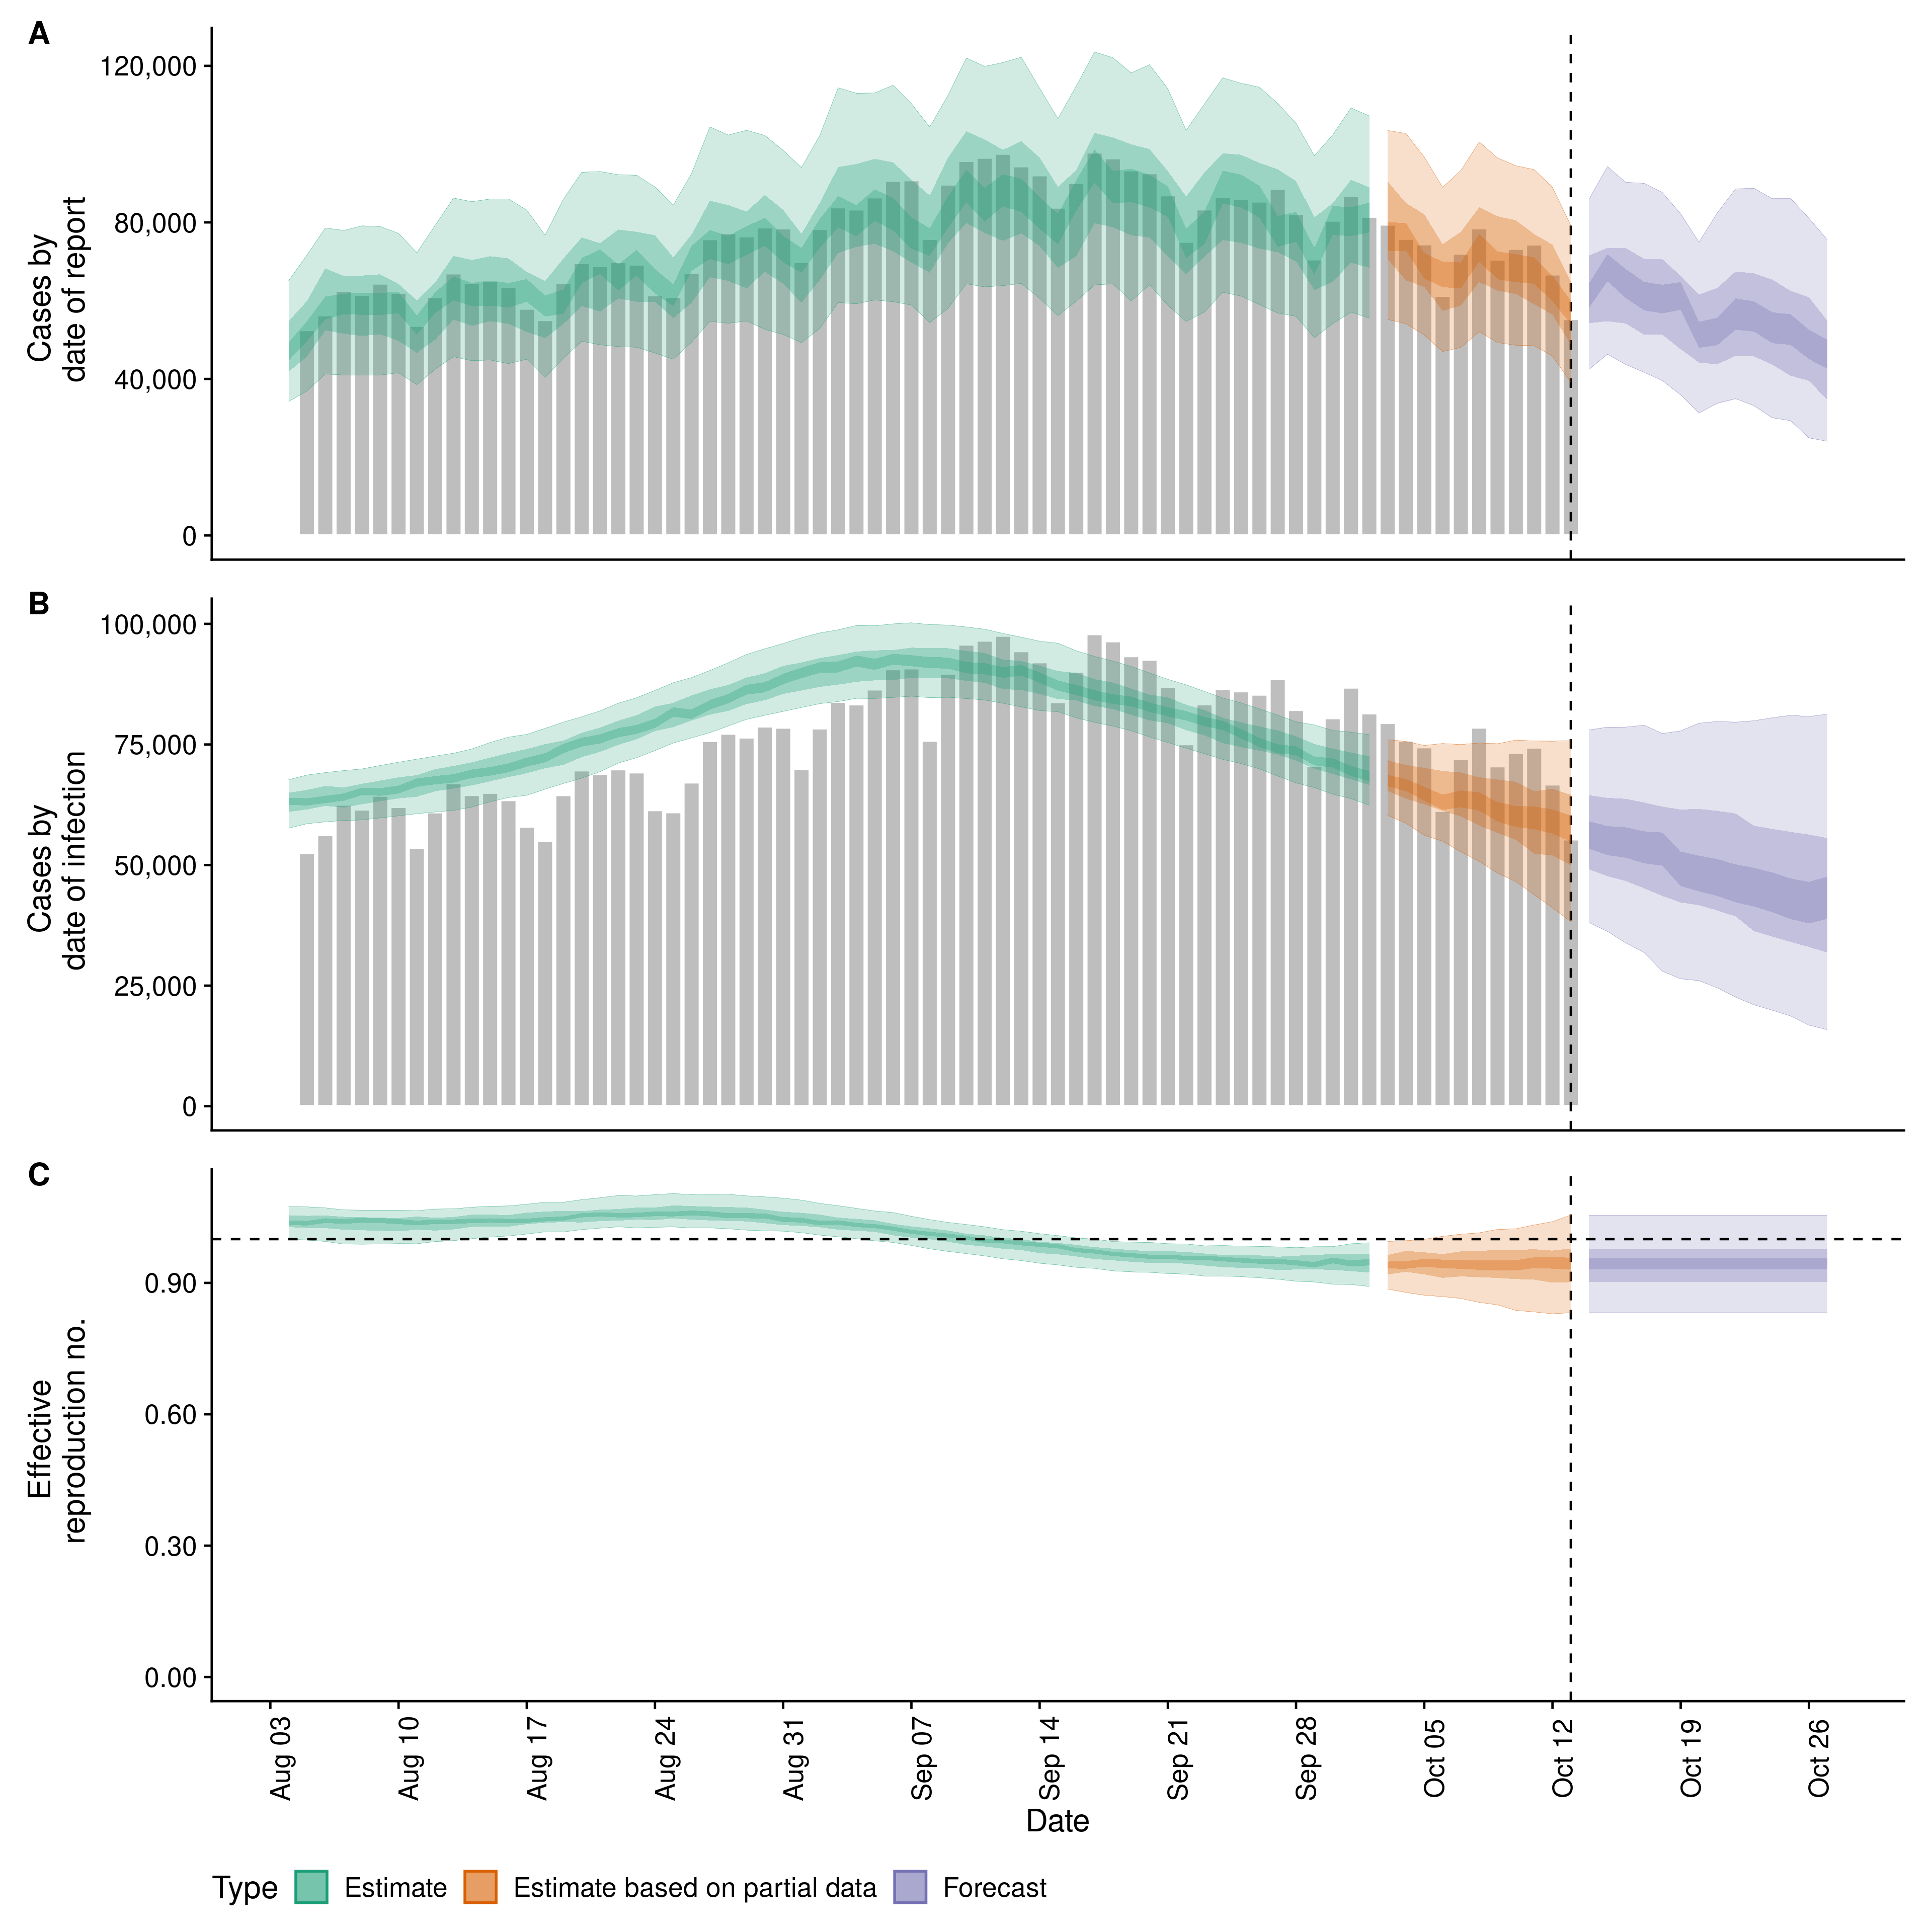 A
120,000
80,000
40,000
0
Cases by
date of report
B
100,000
75,000
50,000
25,000
0
Cases by
date of infection
C
0.90
0.60
0.30
0.00
Effective
reproduction no.
Aug 03
Aug 10
Aug 17
Aug 24
Aug 31
Sep 07
Sep 14
Sep 21
Sep 28
Oct 05
Oct 12
Oct 19
Oct 26
Date
Type Estimate Estimate based on partial data Forecast